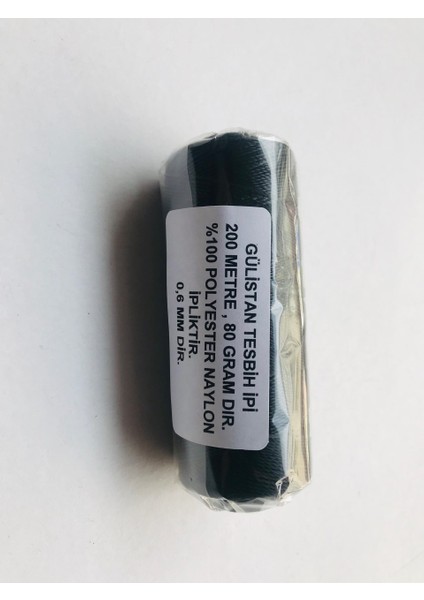 GÜLİSTAN TESBİH İPİ
200 METRE , 80 GRAM DIR.
%100 POLYESTER NAYLON
İPLİKTİR.
0,6 MM DİR.